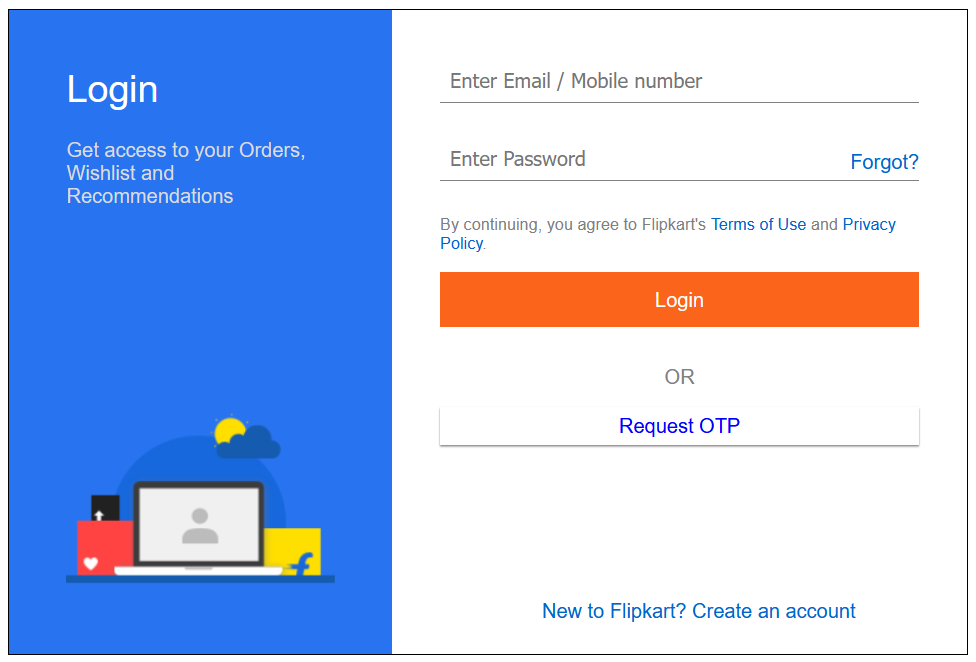 Login
Get access to your Orders,
Wishlist and
Recommendations
Enter Email / Mobile number
Enter Password
Forgot?
By continuing, you agree to Flipkart's Terms of Use and Privacy
Policy.
Login
OR
Request OTP
New to Flipkart? Create an account